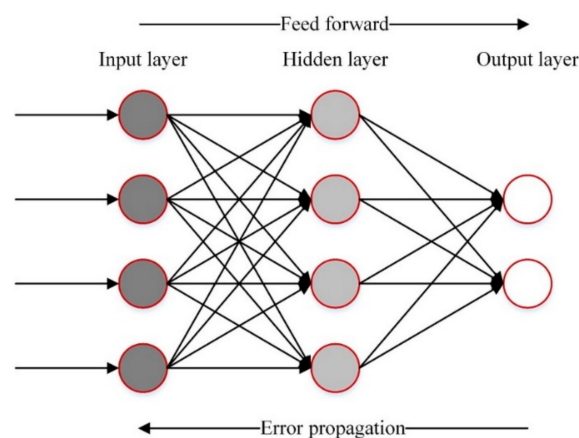 Feed forward
Input layer
Hidden layer
Output layer
Error propagation